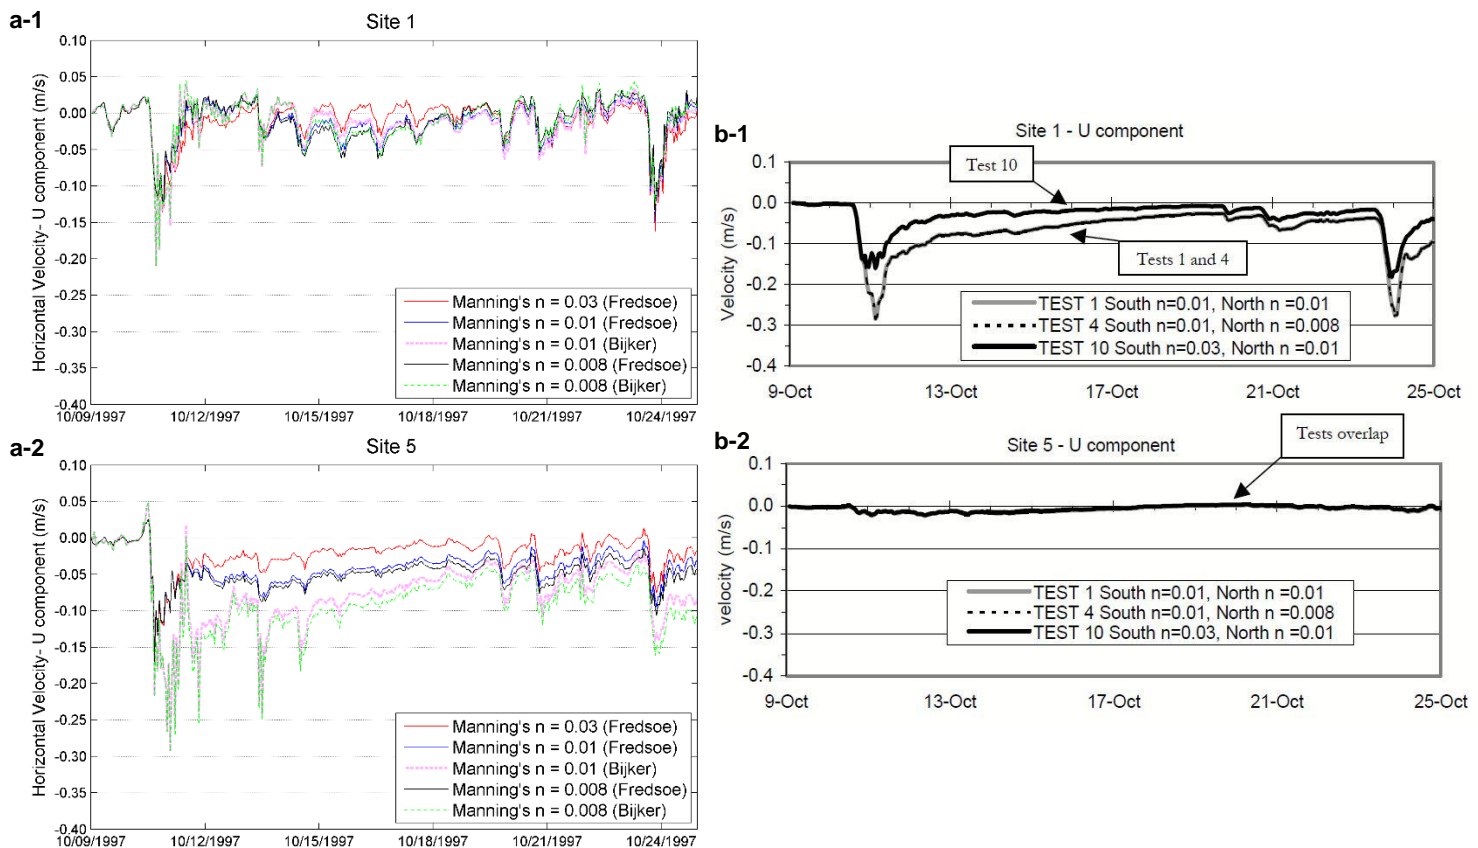 a-1
Site 1
Horizontal Velocity- U component (m/s)
0.10
0.05
0.00
-0.05
-0.10
-0.15
-0.20
-0.25
-0.30
-0.35
-0.40
Manning's n = 0.03 (Fredsoe)
Manning's n = 0.01 (Fredsoe)
Manning's n = 0.01 (Bijker)
Manning's n = 0.008 (Fredsoe)
Manning's n = 0.008 (Bijker)
10/09/1997 10/12/1997 10/15/1997 10/18/1997 10/21/1997 10/24/1997
a-2
Site 5
Horizontal Velocity- U component (m/s)
0.10
0.05
0.00
-0.05
-0.10
-0.15
-0.20
-0.25
-0.30
-0.35
-0.40
Manning's n = 0.03 (Fredsoe)
Manning's n = 0.01 (Fredsoe)
Manning's n = 0.01 (Bijker)
Manning's n = 0.008 (Fredsoe)
Manning's n = 0.008 (Bijker)
10/09/1997 10/12/1997 10/15/1997 10/18/1997 10/21/1997 10/24/1997
b-1
Site 1 - U component
Velocity (m/s)
0.1
0.0
-0.1
-0.2
-0.3
-0.4
Test 10
Tests 1 and 4
TEST 1 South n=0.01, North n =0.01
TEST 4 South n=0.01, North n =0.008
TEST 10 South n=0.03, North n =0.01
9-Oct 13-Oct 17-Oct 21-Oct 25-Oct
b-2
Site 5 - U component
Tests overlap
velocity (m/s)
0.1
0.0
-0.1
-0.2
-0.3
-0.4
TEST 1 South n=0.01, North n =0.01
TEST 4 South n=0.01, North n =0.008
TEST 10 South n=0.03, North n =0.01
9-Oct 13-Oct 17-Oct 21-Oct 25-Oct